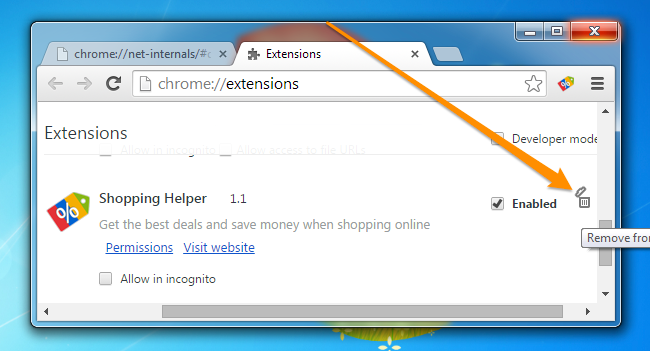 chrome://net-internals/#
Extensions
chrome://extensions
Extensions
Developer mode
Allow in incognito Allow access to file URLs
Shopping Helper 1.1
Enabled
Get the best deals and save money when shopping online
Remove from
Permissions Visit website
Allow in incognito